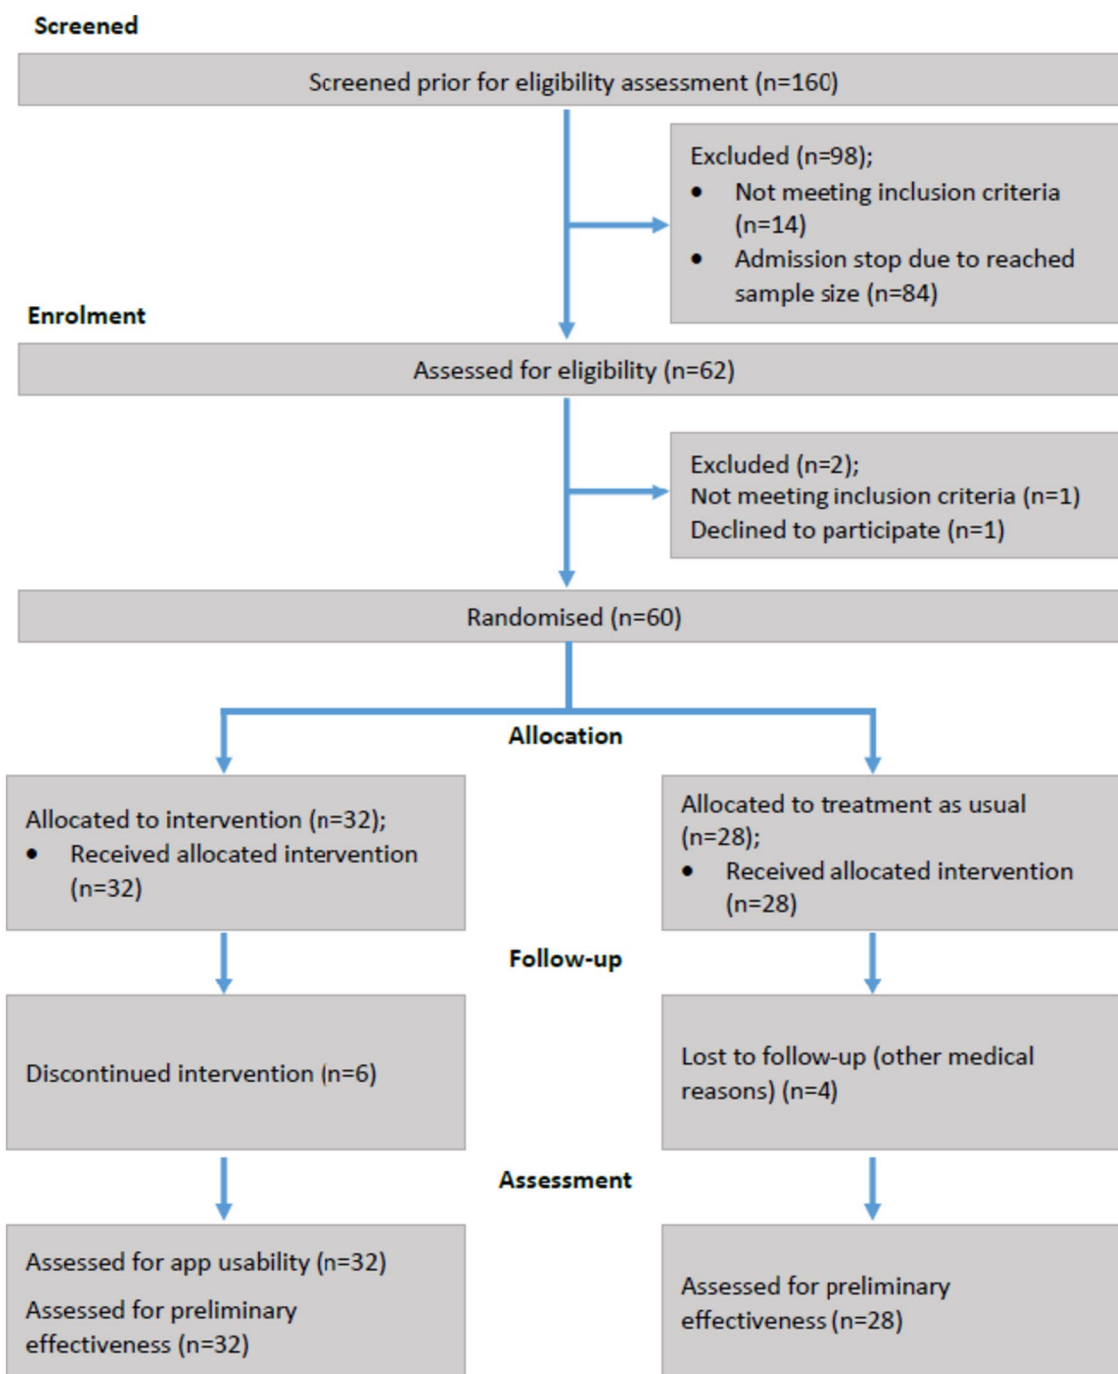 Screened
Screened prior for eligibility assessment (n=160)
Excluded (n=98);
• Not meeting inclusion criteria
(n=14)
• Admission stop due to reached
sample size (n=84)
Enrolment
Assessed for eligibility (n=62)
Excluded (n=2);
Not meeting inclusion criteria (n=1)
Declined to participate (n=1)
Randomised (n=60)
Allocation
Allocated to intervention (n=32);
• Received allocated intervention
(n=32)
Allocated to treatment as usual
(n=28);
• Received allocated intervention
(n=28)
Follow-up
Discontinued intervention (n=6)
Lost to follow-up (other medical
reasons) (n=4)
Assessment
Assessed for app usability (n=32)
Assessed for preliminary
effectiveness (n=32)
Assessed for preliminary
effectiveness (n=28)